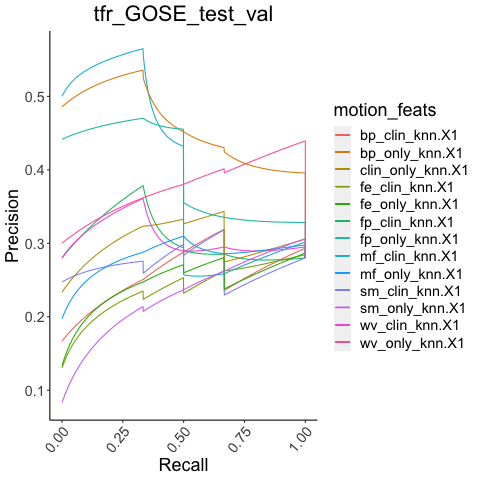 tfr_GOSE_test_val
Precision
0.5
0.4
0.3
0.2
0.1
0.00
0.25
0.50
0.75
1.00
Recall
motion_feats
bp_clin_knn.X1
bp_only_knn.X1
clin_only_knn.X1
fe_clin_knn.X1
fe_only_knn.X1
fp_clin_knn.X1
fp_only_knn.X1
mf_clin_knn.X1
mf_only_knn.X1
sm_clin_knn.X1
sm_only_knn.X1
wv_clin_knn.X1
wv_only_knn.X1